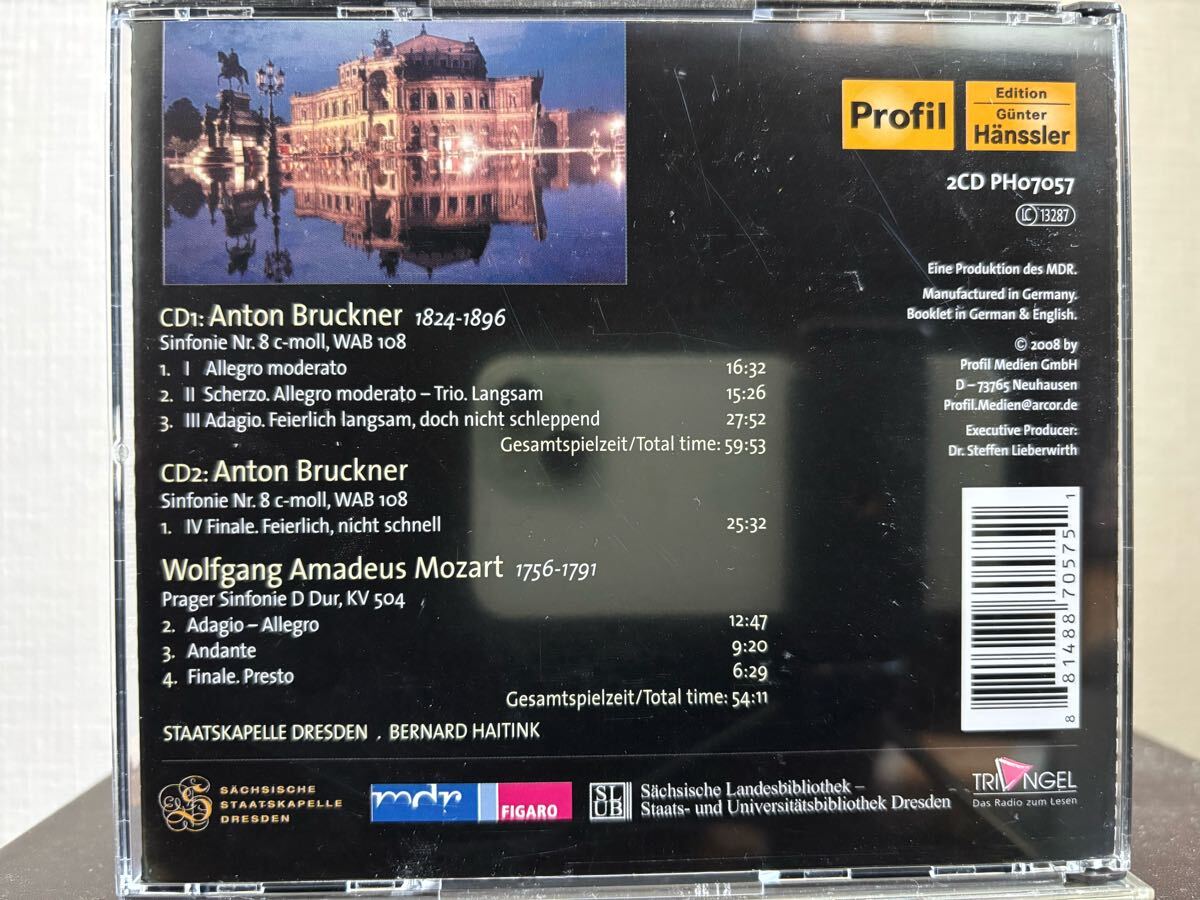 Profil
Edition
Günter
Hänssler
2CD PH07057
LC 13287
Eine Produktion des MDR.
Manufactured in Germany.
Booklet in German & English.
© 2008 by
Profil Medien GmbH
D – 73765 Neuhausen
Profil.Medien@arcor.de
Executive Producer:
Dr. Steffen Lieberwirth
CD1: Anton Bruckner 1824-1896
Sinfonie Nr. 8 c-moll, WAB 108
1. I Allegro moderato 16:32
2. II Scherzo. Allegro moderato – Trio. Langsam 15:26
3. III Adagio. Feierlich langsam, doch nicht schleppend 27:52
Gesamtspielzeit/Total time: 59:53
CD2: Anton Bruckner
Sinfonie Nr. 8 c-moll, WAB 108
1. IV Finale. Feierlich, nicht schnell 25:32
Wolfgang Amadeus Mozart 1756-1791
Prager Sinfonie D Dur, KV 504
2. Adagio – Allegro 12:47
3. Andante 9:20
4. Finale. Presto 6:29
Gesamtspielzeit/Total time: 54:11
STAATSKAPELLE DRESDEN . BERNARD HAITINK
8 81488 70575 1
SÄCHSISCHE
STAATSKAPELLE
DRESDEN
mdr FIGARO
SLUB
Sächsische Landesbibliothek –
Staats- und Universitätsbibliothek Dresden
TRIANGEL
Das Radio zum Lesen